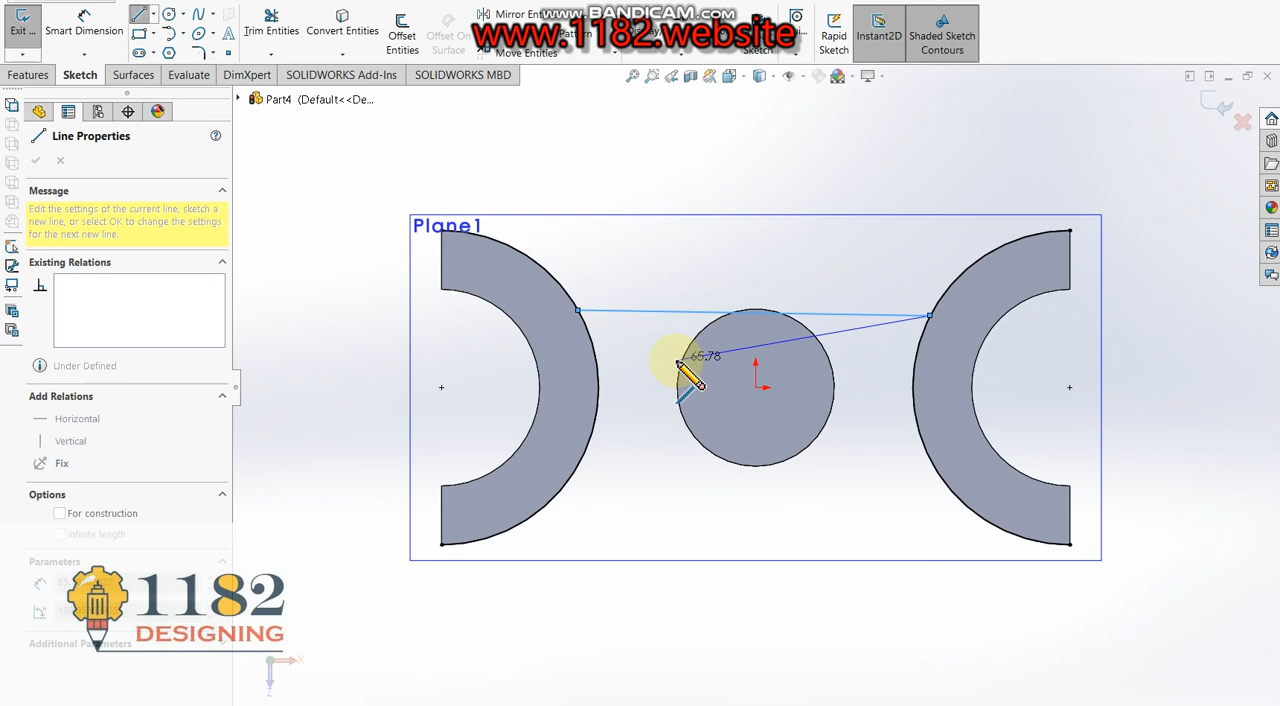 www.BANDICAM.com
www.1182.website
Exit ...
Smart Dimension
Trim Entities
Convert Entities
Offset Entities
Offset On Surface
Mirror Enti
Pattern
Move Entities
Sketch
Rapid Sketch
Instant2D
Shaded Sketch Contours
Features
Sketch
Surfaces
Evaluate
DimXpert
SOLIDWORKS Add-Ins
SOLIDWORKS MBD
Part4 (Default<<De...
Line Properties
Message
Edit the settings of the current line, sketch a
new line, or select OK to change the settings
for the next new line.
Existing Relations
Under Defined
Add Relations
Horizontal
Vertical
Fix
Options
For construction
Infinite length
Parameters
Additional Parameters
1182
DESIGNING
Plane1
65.78
X
Z